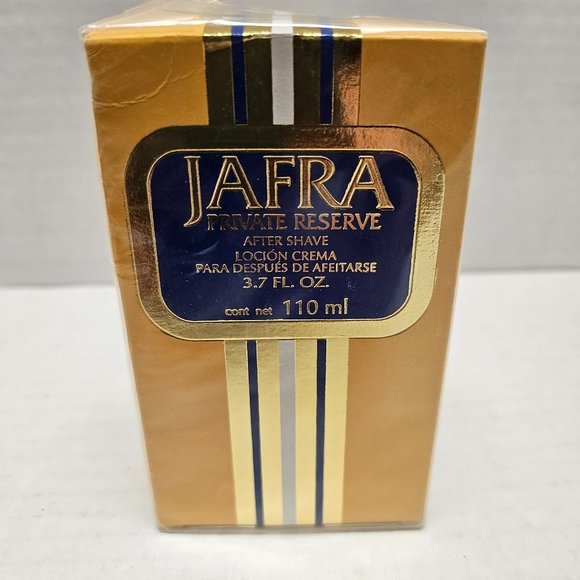 JAFRA
PRIVATE RESERVE
AFTER SHAVE
LOCIÓN CREMA
PARA DESPUÉS DE AFEITARSE
3.7 FL. OZ.
cont net 110 ml